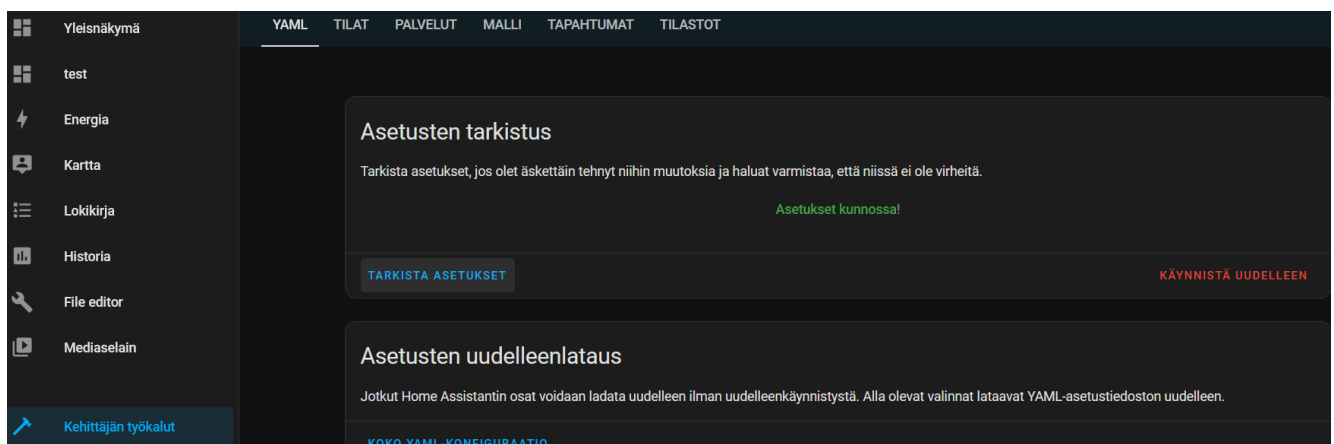 Yleisnäkymä
test
Energia
Kartta
Lokikirja
Historia
File editor
Mediaselain
Kehittäjän työkalut
YAML TILAT PALVELUT MALLI TAPAHTUMAT TILASTOT
Asetusten tarkistus
Tarkista asetukset, jos olet äskettäin tehnyt niihin muutoksia ja haluat varmistaa, että niissä ei ole virheitä.
Asetukset kunnossa!
TARKISTA ASETUKSET KÄYNNISTÄ UUDELLEEN
Asetusten uudelleenlataus
Jotkut Home Assistantin osat voidaan ladata uudelleen ilman uudelleenkäynnistystä. Alla olevat valinnat lataavat YAML-asetustiedoston uudelleen.
KOKO YAML-KONFIGURAATIO